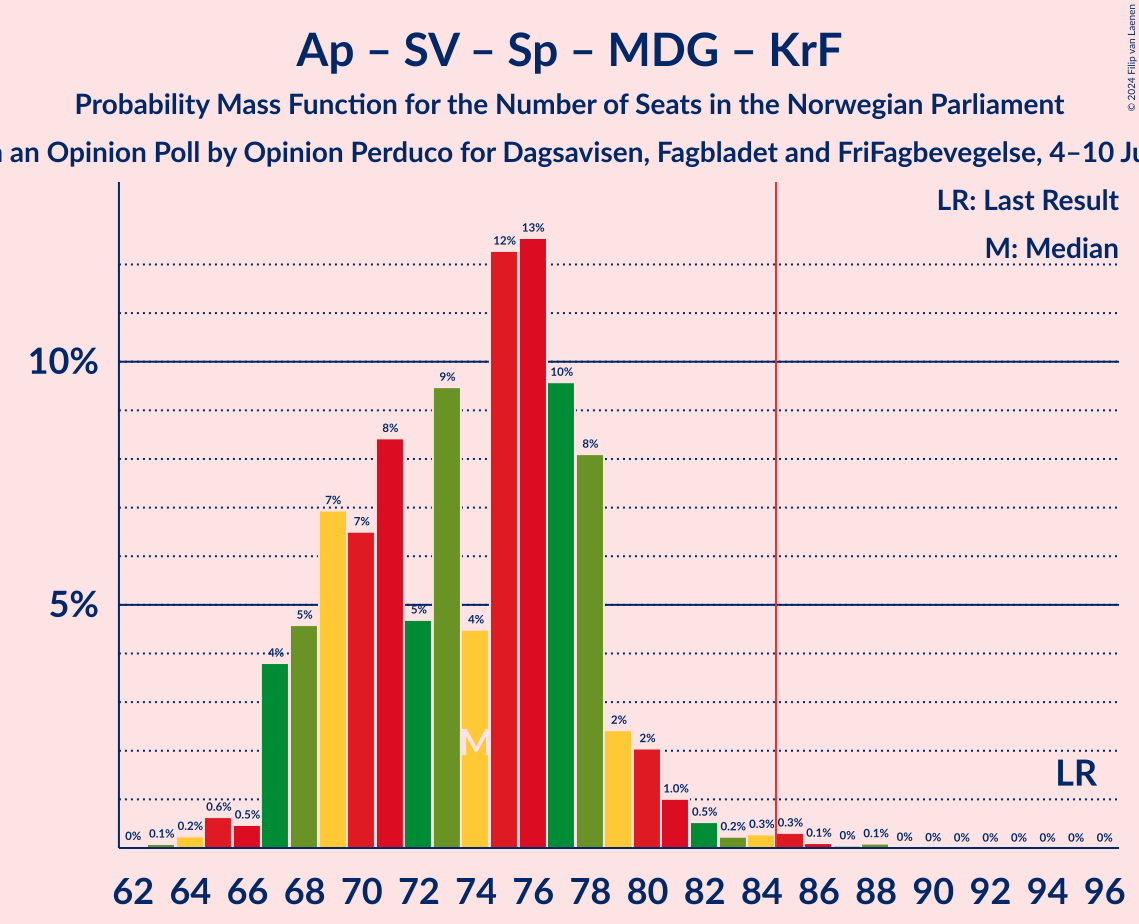 Ap – SV – Sp – MDG – KrF
Probability Mass Function for the Number of Seats in the Norwegian Parliament
an Opinion Poll by Opinion Perduco for Dagsavisen, Fagbladet and FriFagbevegelse, 4–10
© 2024 Filip van Laenen
LR: Last Result
M: Median
10%
5%
0% 0.1% 0.2% 0.6% 0.5% 4% 5% 7% 7% 8% 5% 9% 4% 12% 13% 10% 8% 2% 2% 1.0% 0.5% 0.2% 0.3% 0.3% 0.1% 0% 0.1% 0% 0% 0% 0% 0% 0% 0% 0%
M
LR
62 64 66 68 70 72 74 76 78 80 82 84 86 88 90 92 94 96